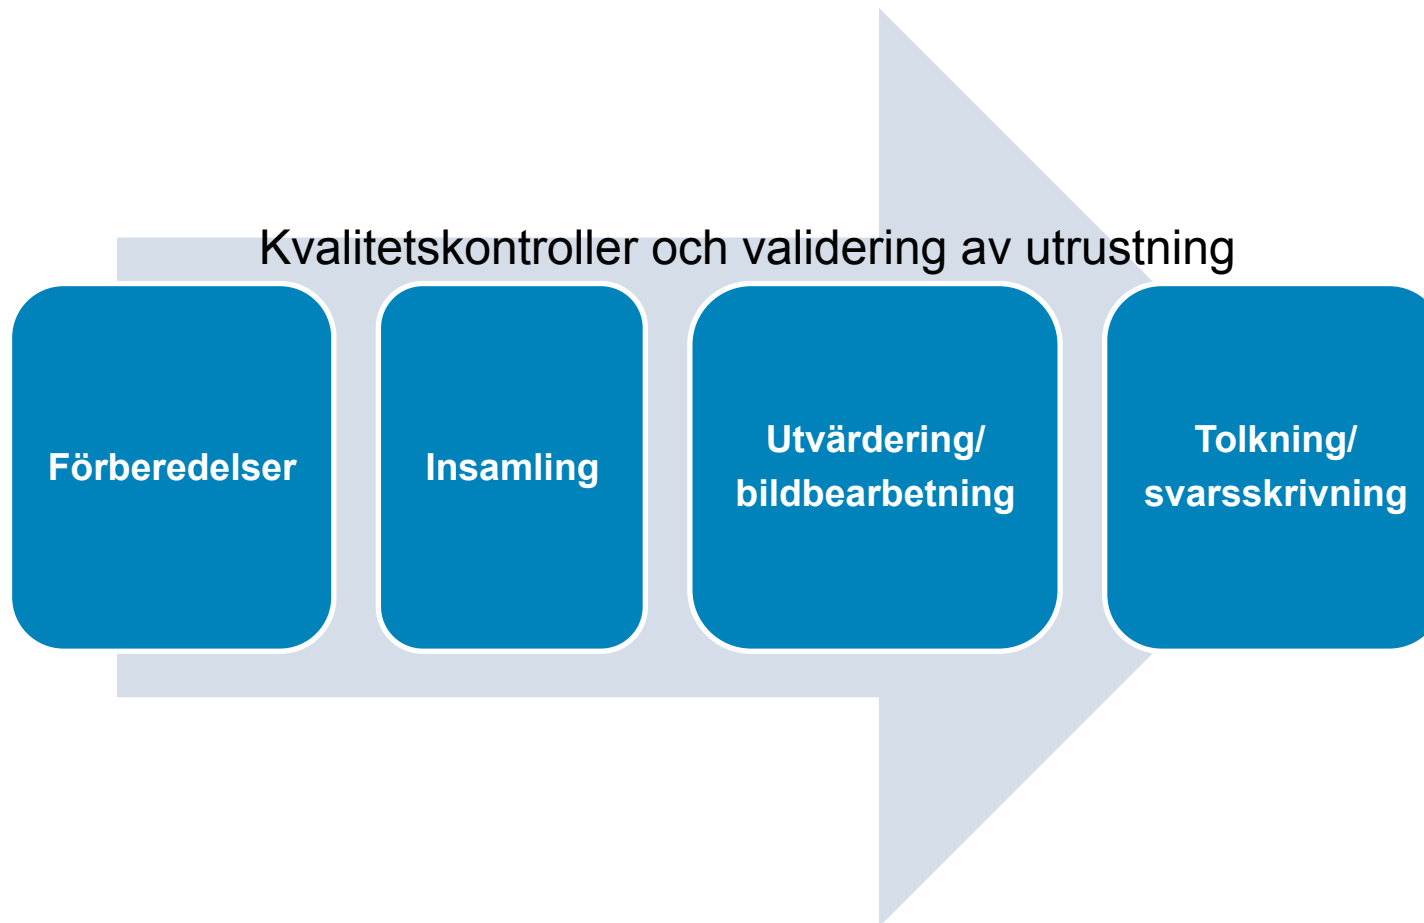 Kvalitetskontroller och validering av utrustning
Förberedelser
Insamling
Utvärdering/
bildbearbetning
Tolkning/
svarsskrivning